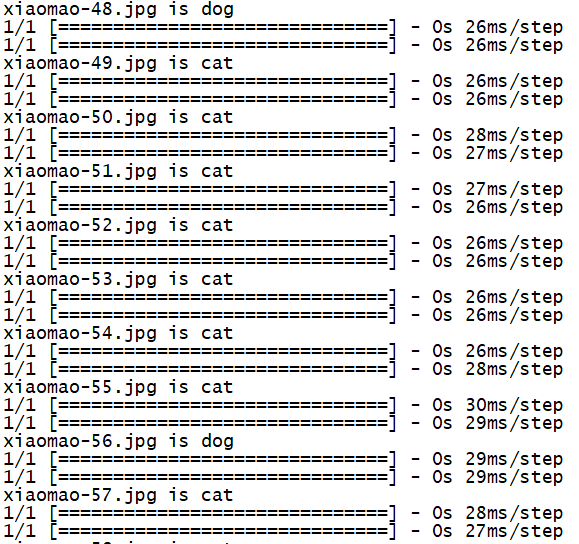 xiaomao-48.jpg is dog
1/1 [==============================] - 0s 26ms/step
1/1 [==============================] - 0s 26ms/step
xiaomao-49.jpg is cat
1/1 [==============================] - 0s 26ms/step
1/1 [==============================] - 0s 26ms/step
xiaomao-50.jpg is cat
1/1 [==============================] - 0s 28ms/step
1/1 [==============================] - 0s 27ms/step
xiaomao-51.jpg is cat
1/1 [==============================] - 0s 27ms/step
1/1 [==============================] - 0s 26ms/step
xiaomao-52.jpg is cat
1/1 [==============================] - 0s 26ms/step
1/1 [==============================] - 0s 26ms/step
xiaomao-53.jpg is cat
1/1 [==============================] - 0s 26ms/step
1/1 [==============================] - 0s 26ms/step
xiaomao-54.jpg is cat
1/1 [==============================] - 0s 26ms/step
1/1 [==============================] - 0s 28ms/step
xiaomao-55.jpg is cat
1/1 [==============================] - 0s 30ms/step
1/1 [==============================] - 0s 29ms/step
xiaomao-56.jpg is dog
1/1 [==============================] - 0s 29ms/step
1/1 [==============================] - 0s 29ms/step
xiaomao-57.jpg is cat
1/1 [==============================] - 0s 28ms/step
1/1 [==============================] - 0s 27ms/step